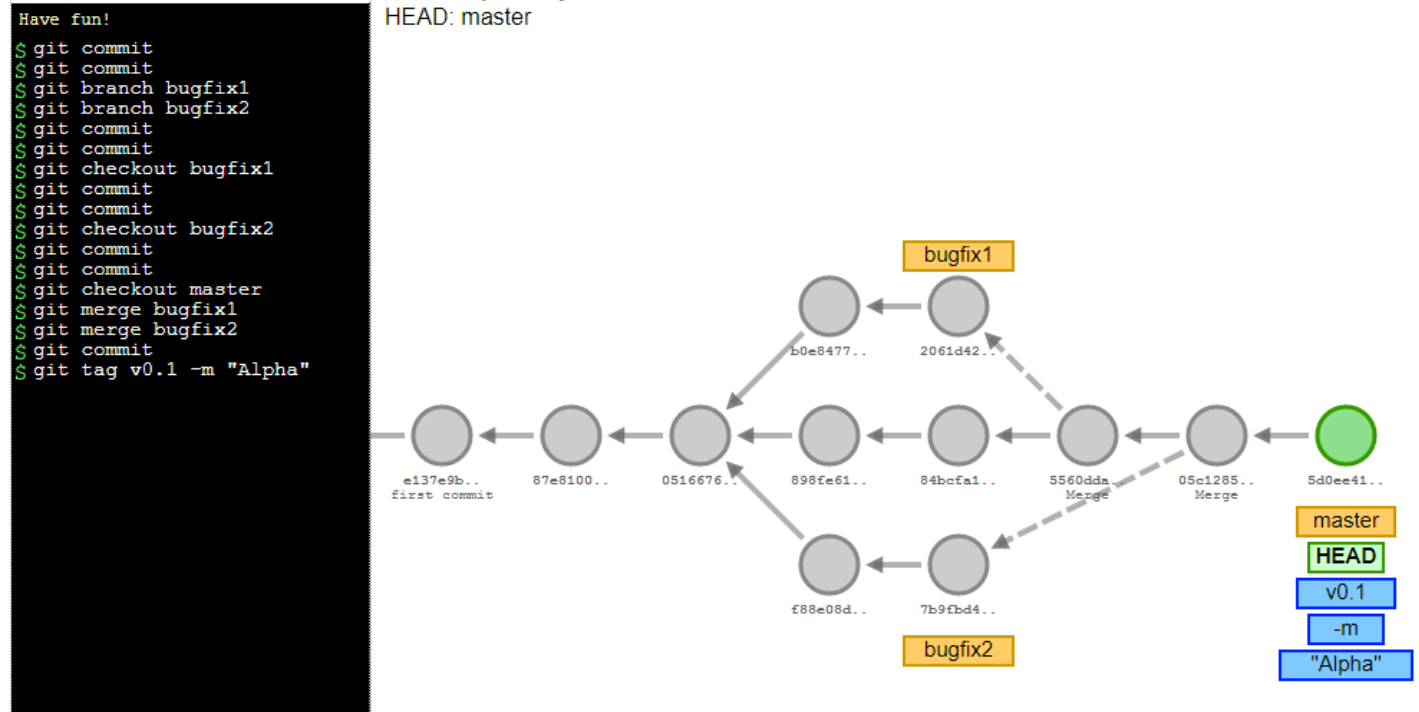 Have fun!
$ git commit
$ git commit
$ git branch bugfix1
$ git branch bugfix2
$ git commit
$ git commit
$ git checkout bugfix1
$ git commit
$ git commit
$ git checkout bugfix2
$ git commit
$ git commit
$ git checkout master
$ git merge bugfix1
$ git merge bugfix2
$ git commit
$ git tag v0.1 -m "Alpha"
HEAD: master
bugfix1
b0e8477..
2061d42..
e137e9b..
first commit
87e8100..
0516676..
898fe61..
84bcfa1..
5560dda..
Merge
05c1285..
Merge
5d0ee41..
master
HEAD
v0.1
-m
"Alpha"
f88e08d..
7b9fbd4..
bugfix2